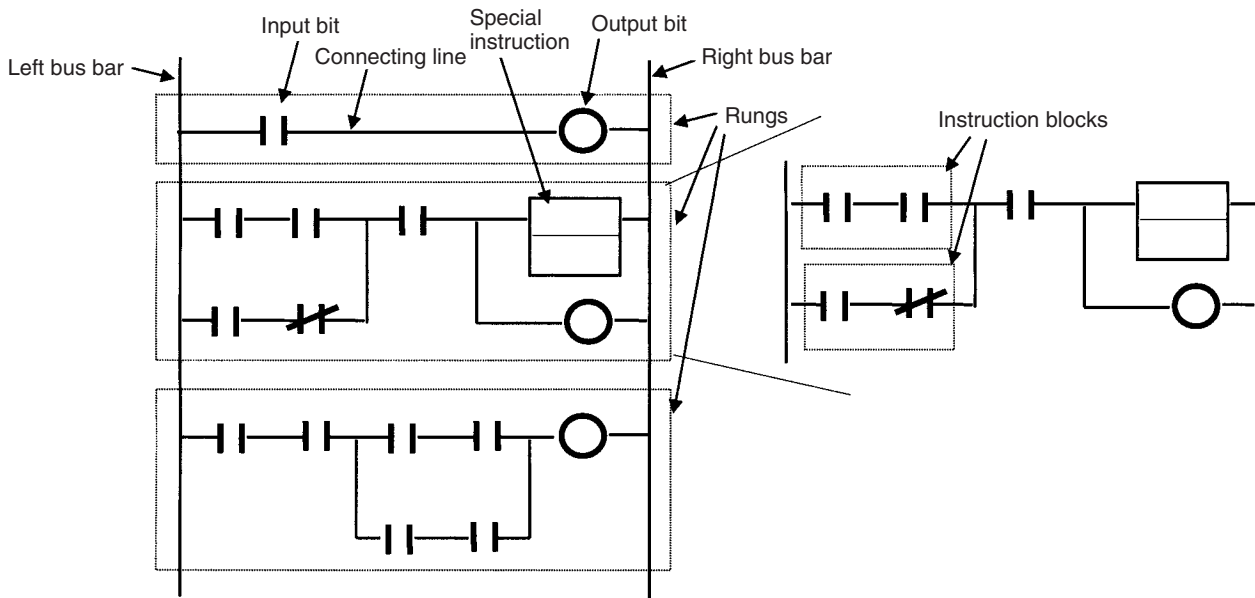 Input bit
Special
instruction
Output bit
Left bus bar
Connecting line
Right bus bar
Rungs
Instruction blocks